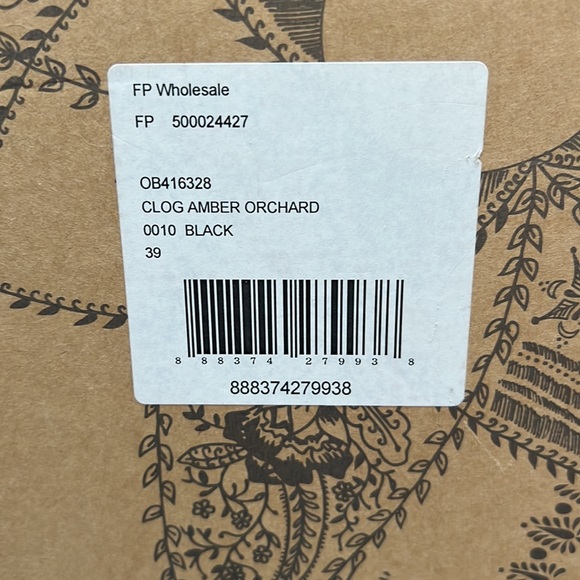 FP Wholesale
FP 500024427
OB416328
CLOG AMBER ORCHARD
0010 BLACK
39
8 88374 27993 8
888374279938